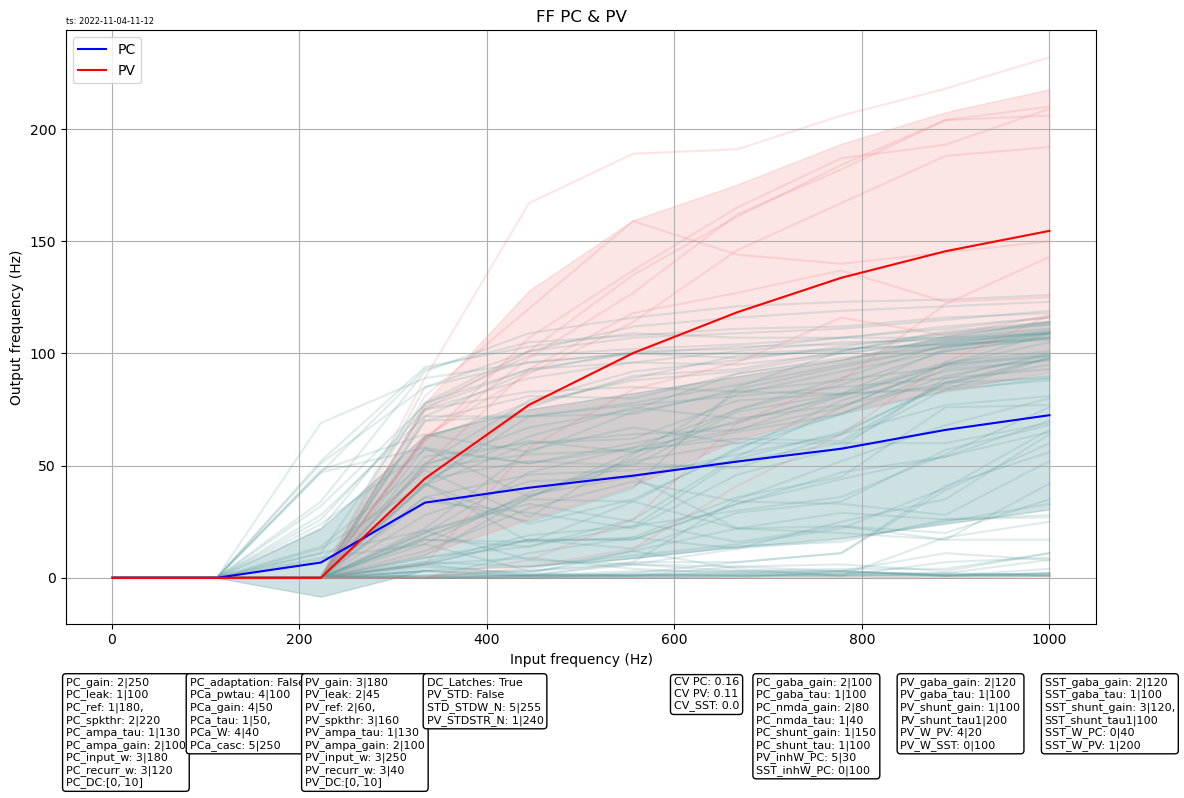 ts: 2022-11-04-11-12
FF PC & PV
PC
PV
Output frequency (Hz)
200
150
100
50
0
0 200 400 600 800 1000
Input frequency (Hz)
PC_gain: 2|250
PC_leak: 1|100
PC_ref: 1|180,
PC_spkthr: 2|220
PC_ampa_tau: 1|130
PC_ampa_gain: 2|100
PC_input_w: 3|180
PC_recurr_w: 3|120
PC_DC:[0, 10]
PC_adaptation: False
PCa_pwtau: 4|100
PCa_gain: 4|50
PCa_tau: 1|50,
PCa_W: 4|40
PCa_casc: 5|250
PV_gain: 3|180
PV_leak: 2|45
PV_ref: 2|60,
PV_spkthr: 3|160
PV_ampa_tau: 1|130
PV_ampa_gain: 2|100
PV_input_w: 3|250
PV_recurr_w: 3|40
PV_DC:[0, 10]
DC_Latches: True
PV_STD: False
STD_STDW_N: 5|255
PV_STDSTR_N: 1|240
CV PC: 0.16
CV PV: 0.11
CV_SST: 0.0
PC_gaba_gain: 2|100
PC_gaba_tau: 1|100
PC_nmda_gain: 2|80
PC_nmda_tau: 1|40
PC_shunt_gain: 1|150
PC_shunt_tau: 1|100
PV_inhW_PC: 5|30
SST_inhW_PC: 0|100
PV_gaba_gain: 2|120
PV_gaba_tau: 1|100
PV_shunt_gain: 1|100
PV_shunt_tau1|200
PV_W_PV: 4|20
PV_W_SST: 0|100
SST_gaba_gain: 2|120
SST_gaba_tau: 1|100
SST_shunt_gain: 3|120,
SST_shunt_tau1|100
SST_W_PC: 0|40
SST_W_PV: 1|200